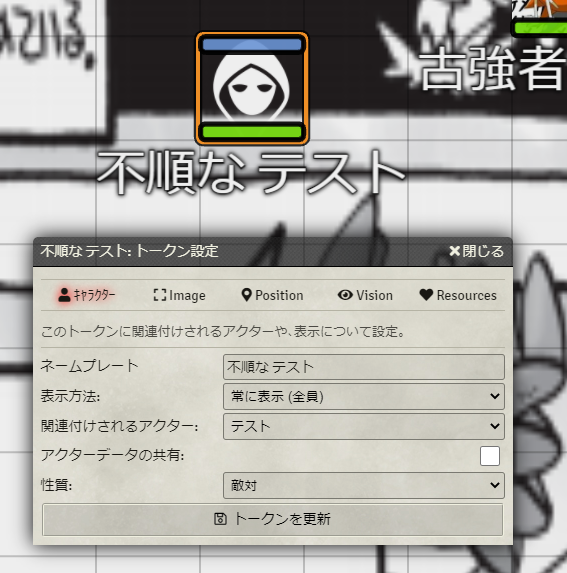 ている。
古強者
不順な テスト
不順な テスト: トークン設定
閉じる
キャラクター
Image
Position
Vision
Resources
このトークンに関連付けされるアクターや、表示について設定。
ネームプレート
不順な テスト
表示方法:
常に表示 (全員)
関連付けされるアクター:
テスト
アクターデータの共有:
性質:
敵対
トークンを更新